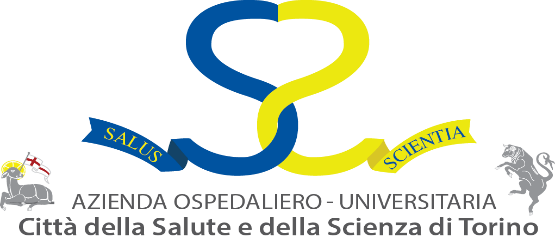 SALUS
SCIENTIA
AZIENDA OSPEDALIERO - UNIVERSITARIA
Città della Salute e della Scienza di Torino